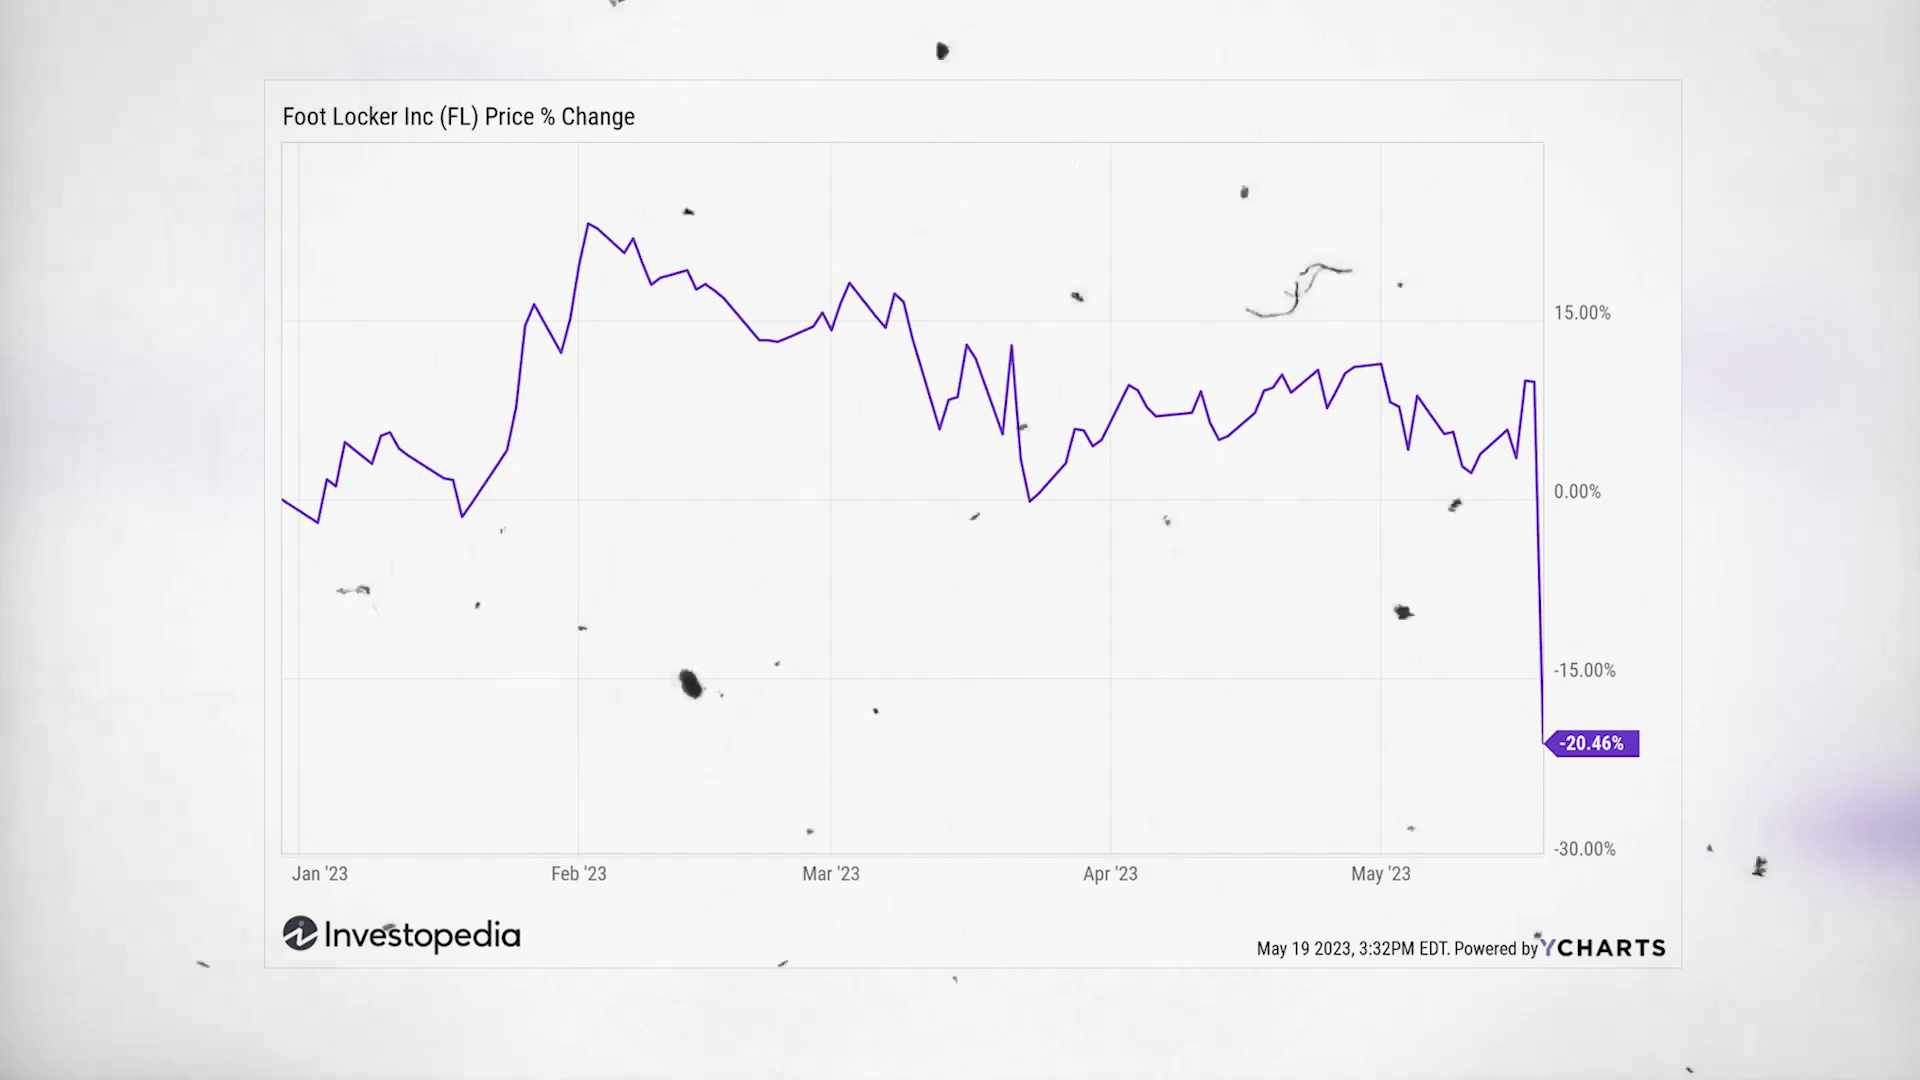 Foot Locker Inc (FL) Price % Change
15.00%
0.00%
-15.00%
-20.46%
-30.00%
Jan '23 Feb '23 Mar '23 Apr '23 May '23
Investopedia
May 19 2023, 3:32PM EDT. Powered by YCHARTS